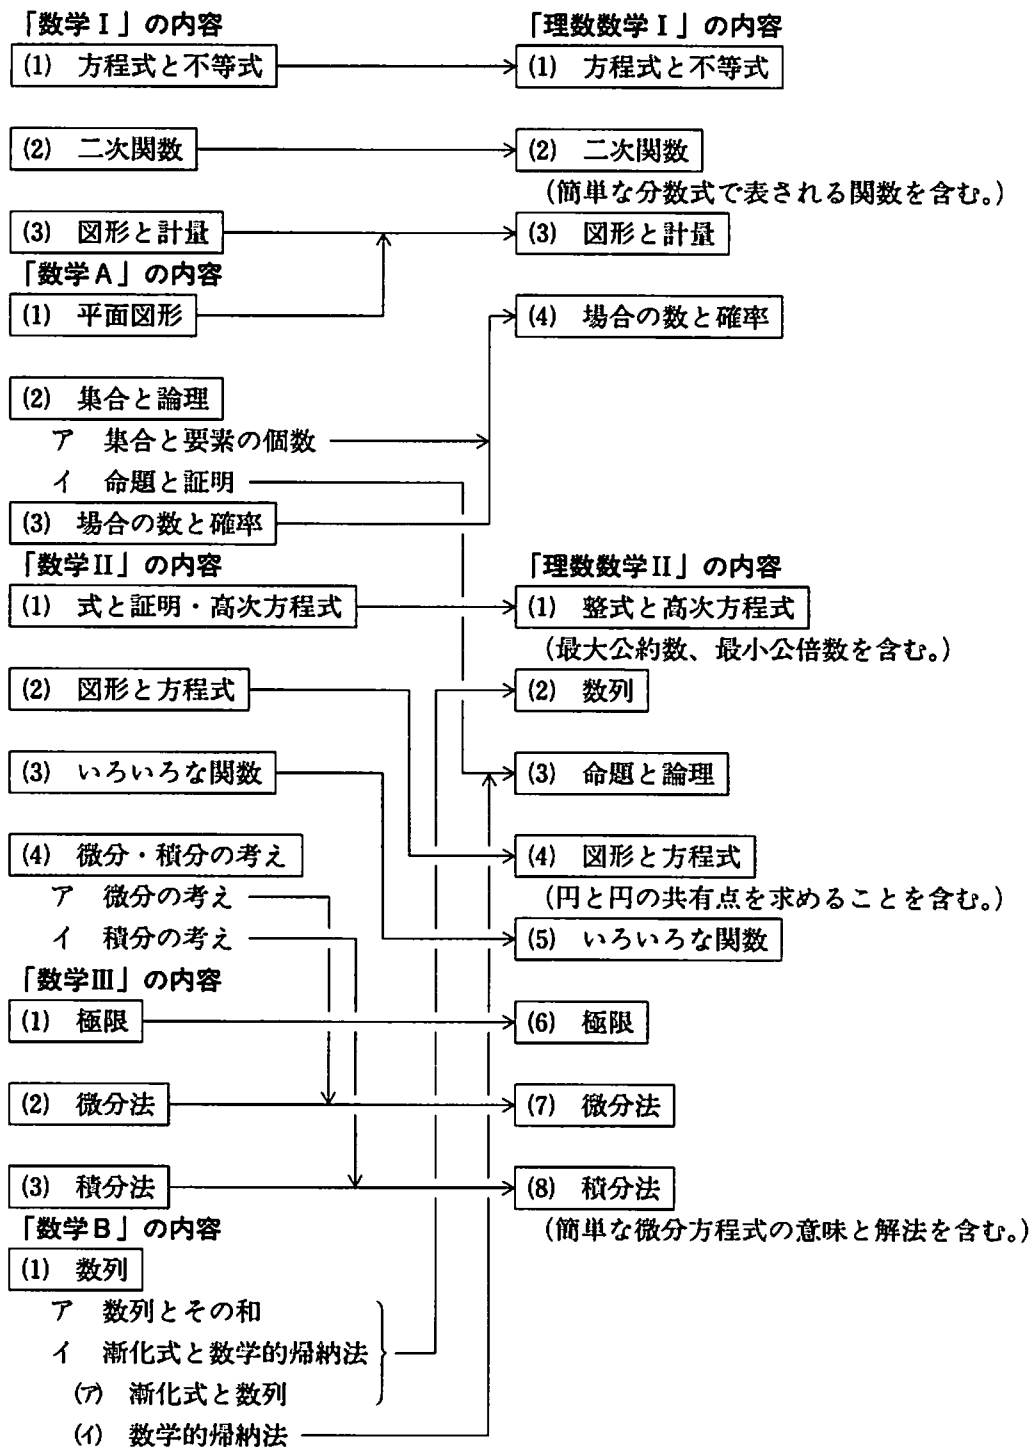 「数学Ⅰ」の内容
(1) 方程式と不等式
(2) 二次関数
(3) 図形と計量
「数学A」の内容
(1) 平面図形
(2) 集合と論理
ア 集合と要素の個数
イ 命題と証明
(3) 場合の数と確率
「数学Ⅱ」の内容
(1) 式と証明・高次方程式
(2) 図形と方程式
(3) いろいろな関数
(4) 微分・積分の考え
ア 微分の考え
イ 積分の考え
「数学Ⅲ」の内容
(1) 極限
(2) 微分法
(3) 積分法
「数学B」の内容
(1) 数列
ア 数列とその和
イ 漸化式と数学的帰納法
(ア) 漸化式と数列
(イ) 数学的帰納法
「理数数学Ⅰ」の内容
(1) 方程式と不等式
(2) 二次関数
(簡単な分数式で表される関数を含む。)
(3) 図形と計量
(4) 場合の数と確率
「理数数学Ⅱ」の内容
(1) 整式と高次方程式
(最大公約数、最小公倍数を含む。)
(2) 数列
(3) 命題と論理
(4) 図形と方程式
(円と円の共有点を求めることを含む。)
(5) いろいろな関数
(6) 極限
(7) 微分法
(8) 積分法
(簡単な微分方程式の意味と解法を含む。)